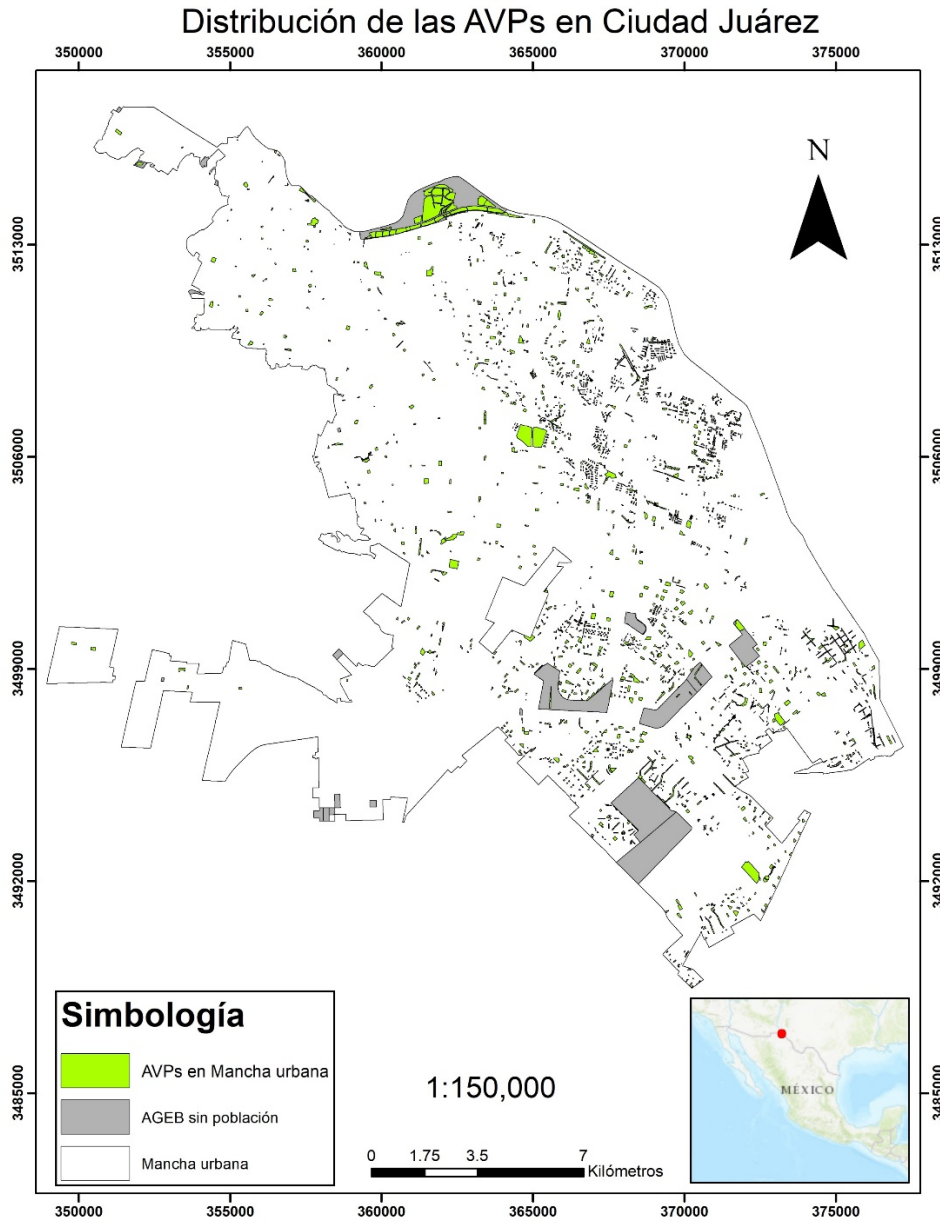 Distribución de las AVPs en Ciudad Juárez
350000 355000 360000 365000 370000 375000
N
3513000 3513000
3506000 3506000
3499000 3499000
3492000 3492000
3485000 3485000
Simbología
AVPs en Mancha urbana
AGEB sin población
Mancha urbana
1:150,000
0 1.75 3.5 7
Kilómetros
MÉXICO
350000 355000 360000 365000 370000 375000